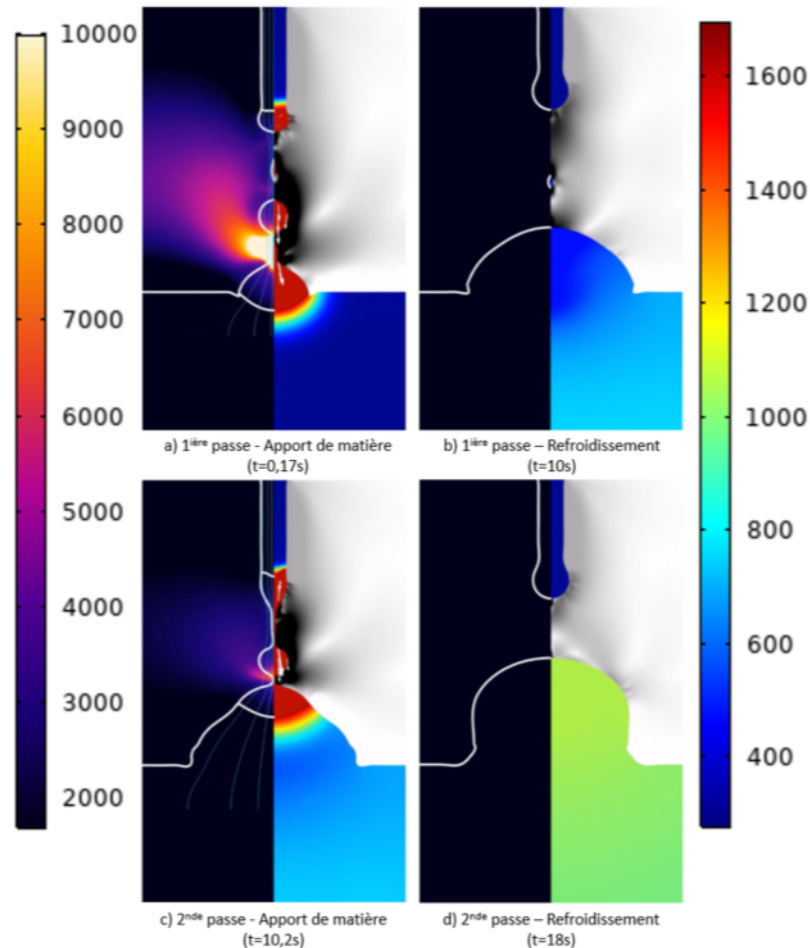 10000
9000
8000
7000
6000
5000
4000
3000
2000
1600
1400
1200
1000
800
600
400
a) 1ière passe - Apport de matière
(t=0,17s)
b) 1ière passe – Refroidissement
(t=10s)
c) 2nde passe - Apport de matière
(t=10,2s)
d) 2nde passe – Refroidissement
(t=18s)